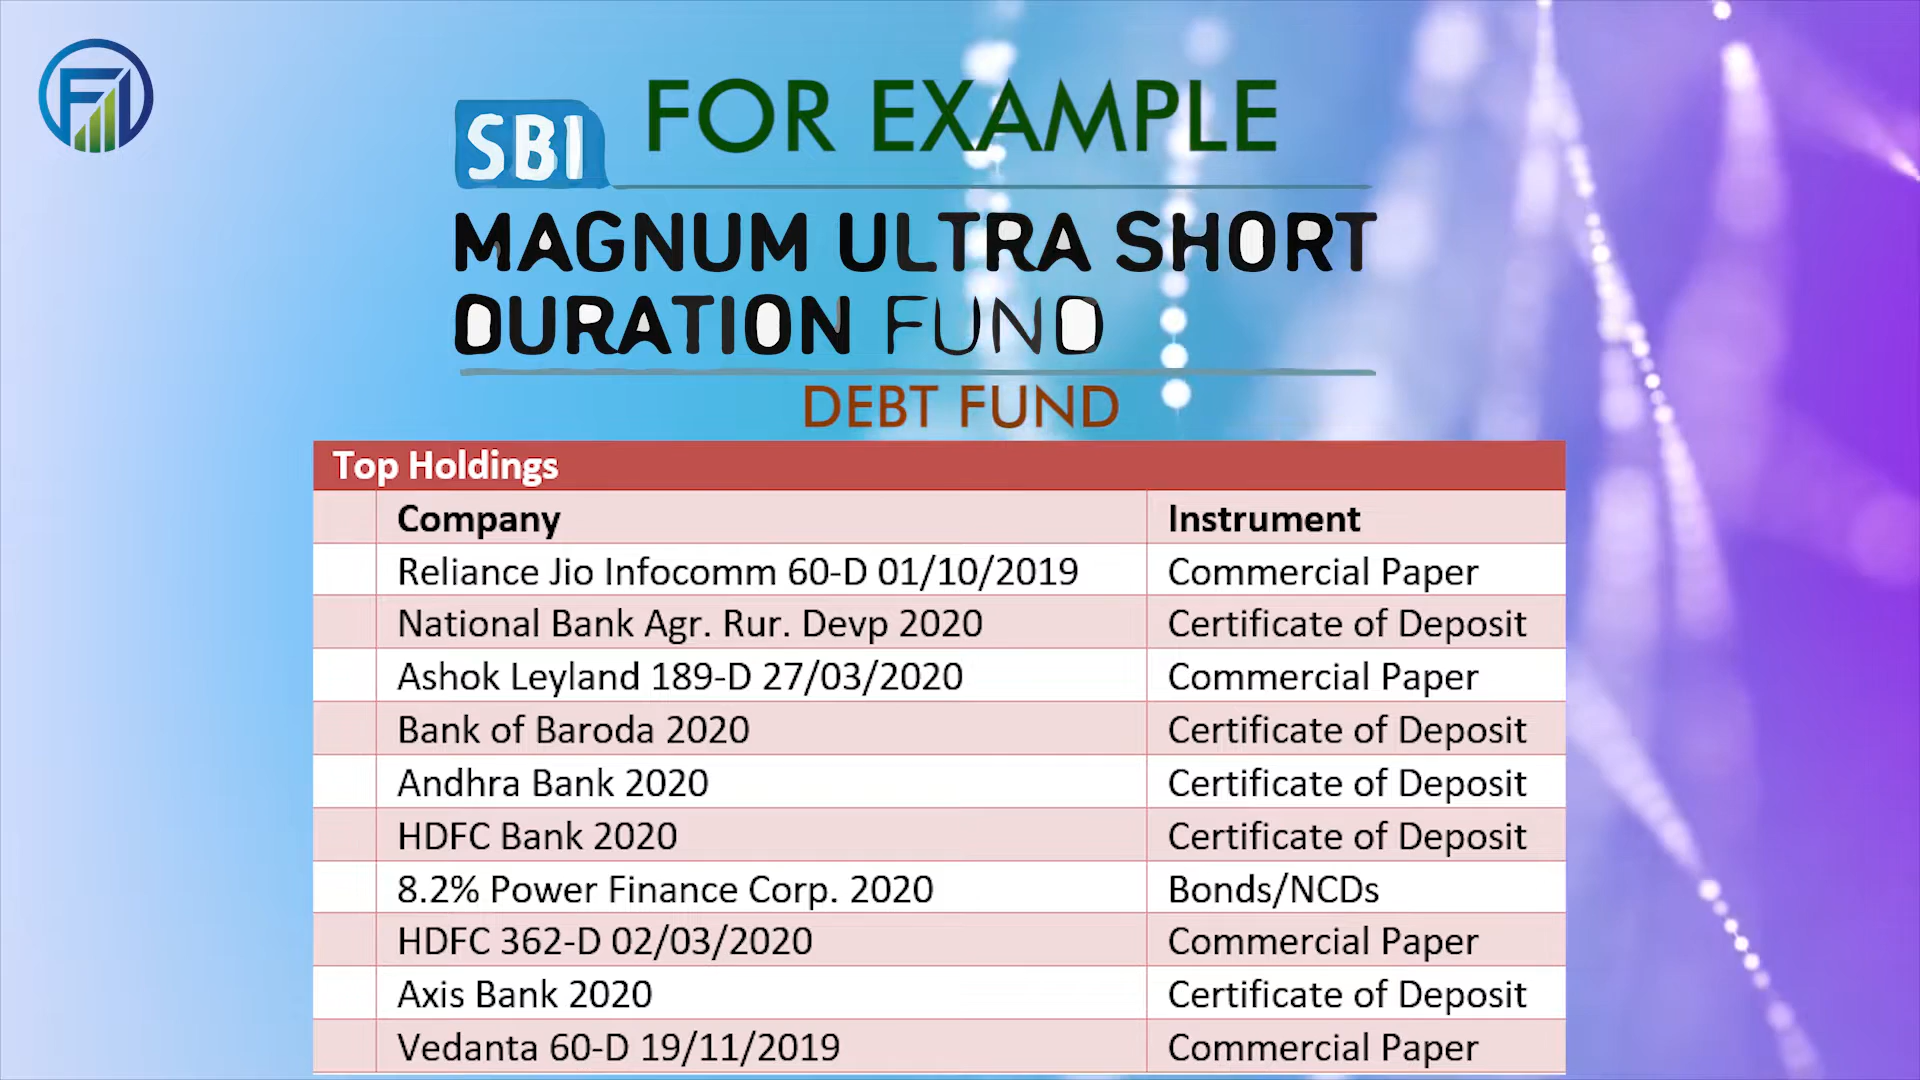 FOR EXAMPLE
SBI
MAGNUM ULTRA SHORT
DURATION FUND
DEBT FUND
Top Holdings
Company Instrument
Reliance Jio Infocomm 60-D 01/10/2019 Commercial Paper
National Bank Agr. Rur. Devp 2020 Certificate of Deposit
Ashok Leyland 189-D 27/03/2020 Commercial Paper
Bank of Baroda 2020 Certificate of Deposit
Andhra Bank 2020 Certificate of Deposit
HDFC Bank 2020 Certificate of Deposit
8.2% Power Finance Corp. 2020 Bonds/NCDs
HDFC 362-D 02/03/2020 Commercial Paper
Axis Bank 2020 Certificate of Deposit
Vedanta 60-D 19/11/2019 Commercial Paper